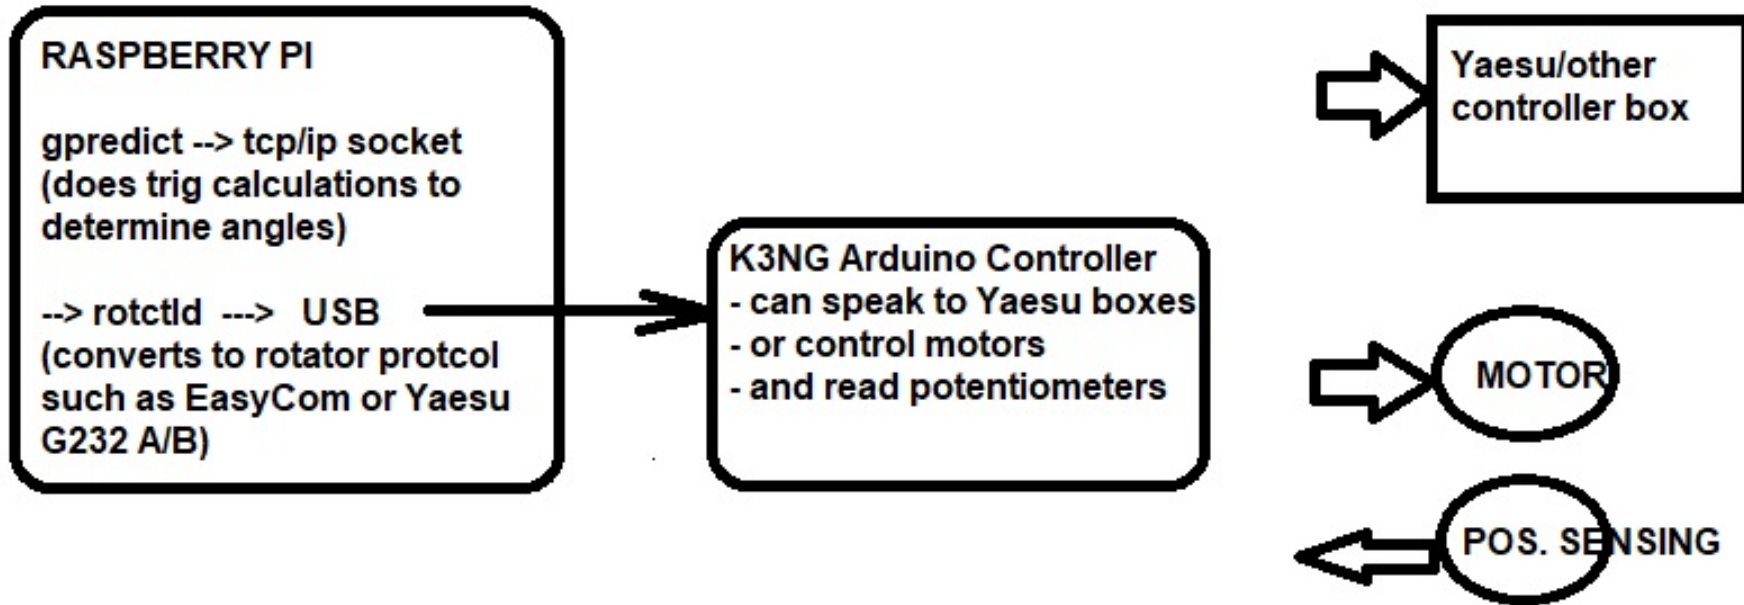 RASPBERRY PI
gpredict --> tcp/ip socket
(does trig calculations to
determine angles)
--> rotctld ---> USB
(converts to rotator protcol
such as EasyCom or Yaesu
G232 A/B)
K3NG Arduino Controller
- can speak to Yaesu boxes
- or control motors
- and read potentiometers
Yaesu/other
controller box
MOTOR
POS. SENSING